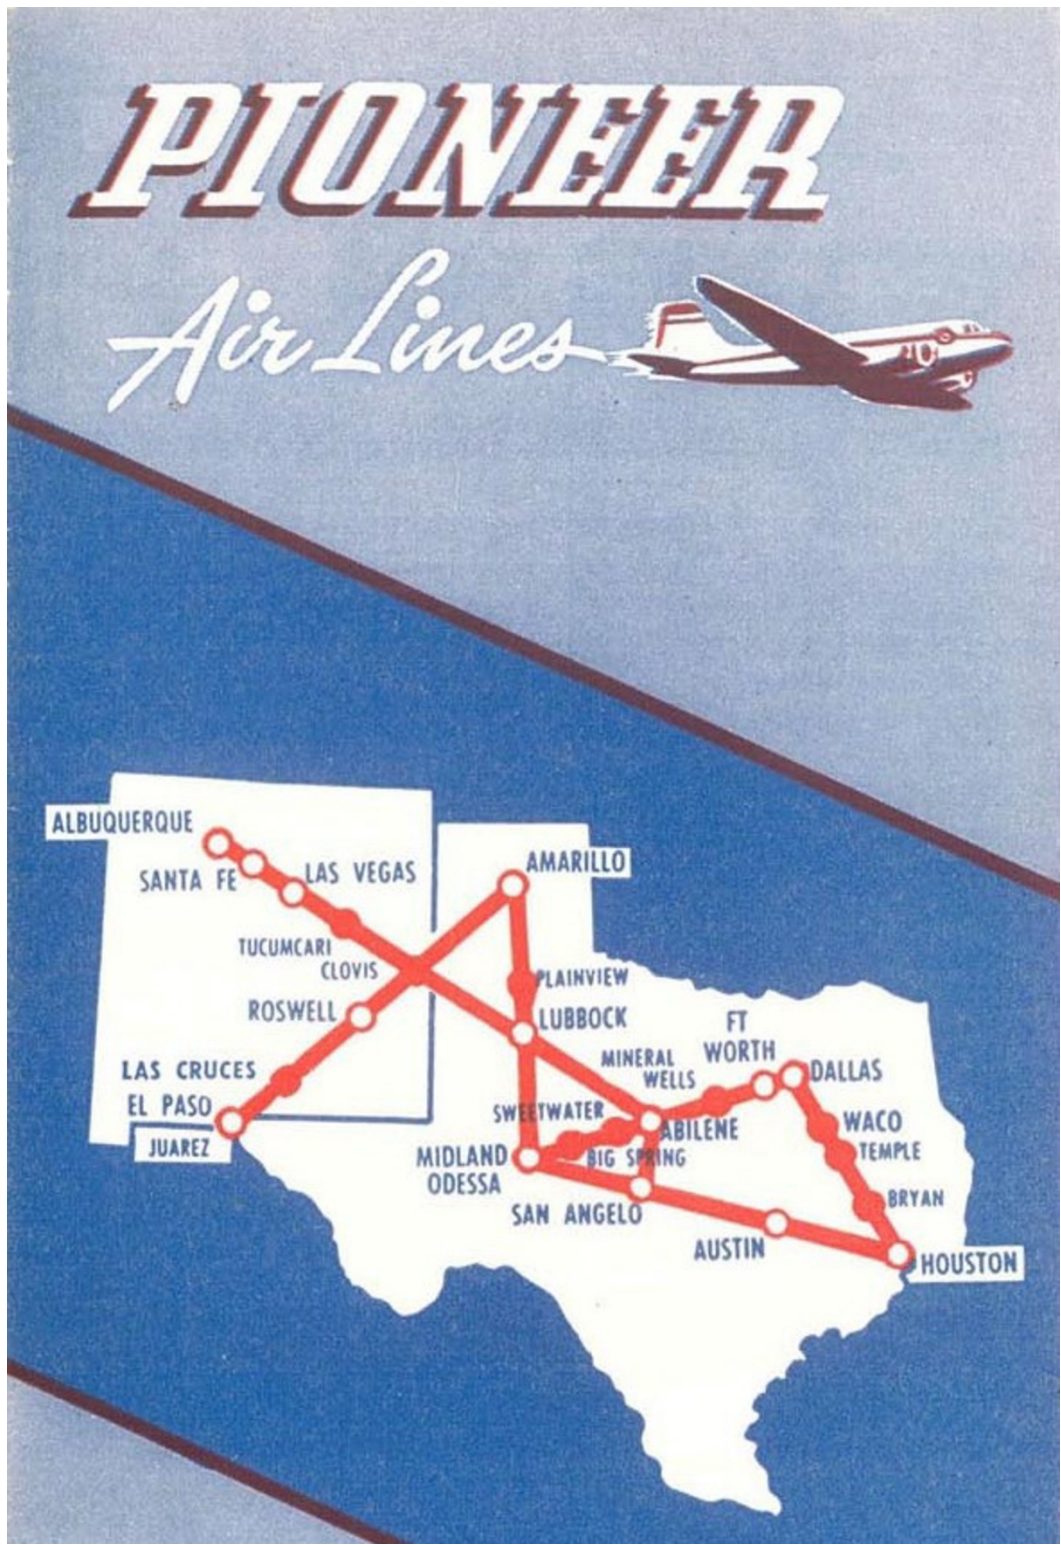 PIONEER
Air Lines
ALBUQUERQUE
SANTA FE
LAS VEGAS
AMARILLO
TUCUMCARI
CLOVIS
PLAINVIEW
ROSWELL
LUBBOCK
FT
WORTH
MINERAL
WELLS
DALLAS
LAS CRUCES
EL PASO
JUAREZ
SWEETWATER
ABILENE
WACO
TEMPLE
MIDLAND
ODESSA
BIG SPRING
BRYAN
SAN ANGELO
AUSTIN
HOUSTON